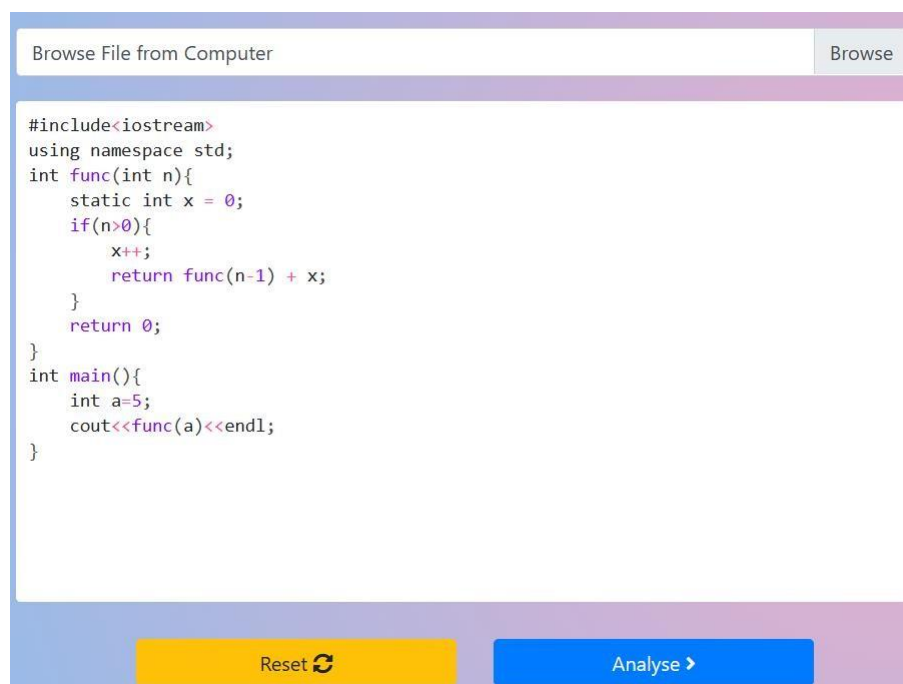 Browse File from Computer
Browse
#include<iostream>
using namespace std;
int func(int n){
    static int x = 0;
    if(n>0){
        x++;
        return func(n-1) + x;
    }
    return 0;
}
int main(){
    int a=5;
    cout<<func(a)<<endl;
}
Reset
Analyse